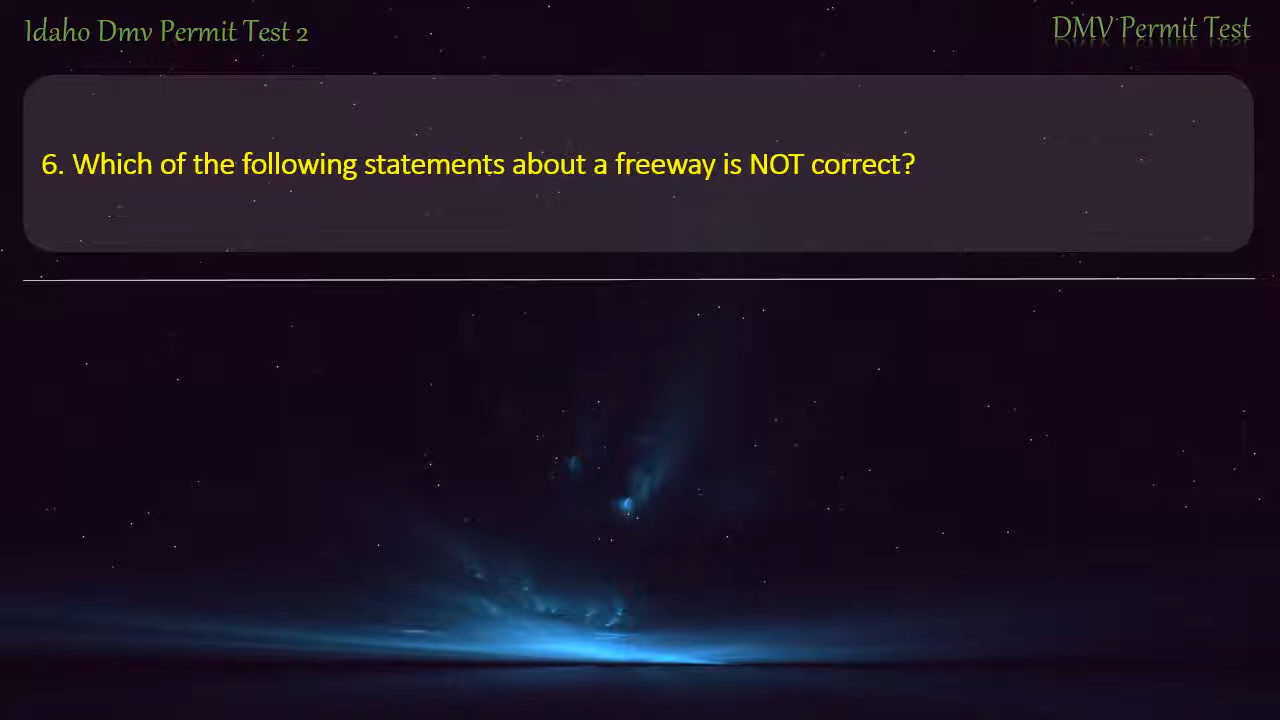 Idaho Dmv Permit Test 2
DMV Permit Test
6. Which of the following statements about a freeway is NOT correct?